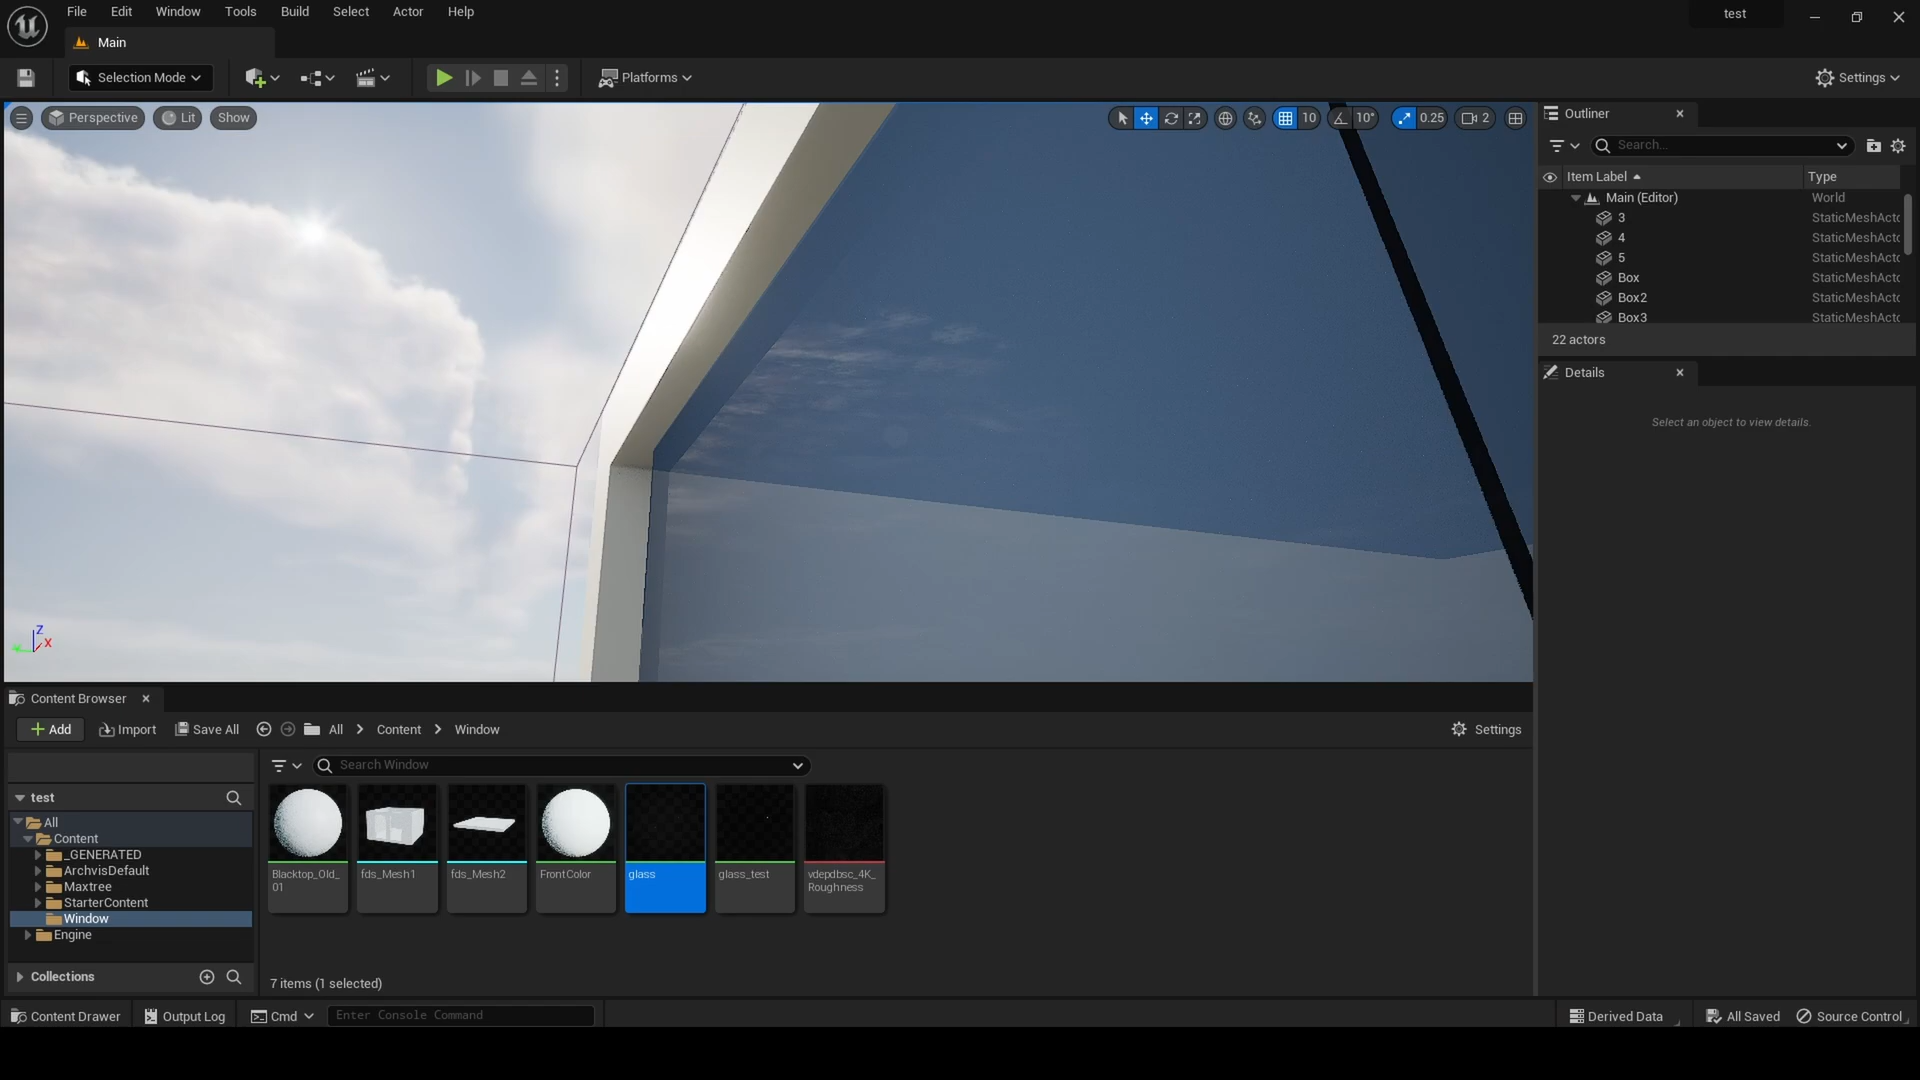 File Edit Window Tools Build Select Actor Help
test
Main
Selection Mode
Platforms
Settings
Perspective Lit Show
10 10° 0.25 2
Outliner
Search...
Item Label Type
Main (Editor) World
3 StaticMeshActo
4 StaticMeshActo
5 StaticMeshActo
Box StaticMeshActo
Box2 StaticMeshActo
Box3 StaticMeshActo
22 actors
Details
Select an object to view details.
Z
X
Content Browser
Add Import Save All All Content Window Settings
Search Window
test
All
Content
_GENERATED
ArchvisDefault
Maxtree
StarterContent
Window
Engine
Collections
Blacktop_Old_
01
fds_Mesh1
fds_Mesh2
FrontColor
glass
glass_test
vdepdbsc_4K_
Roughness
7 items (1 selected)
Content Drawer Output Log Cmd Enter Console Command Derived Data All Saved Source Control